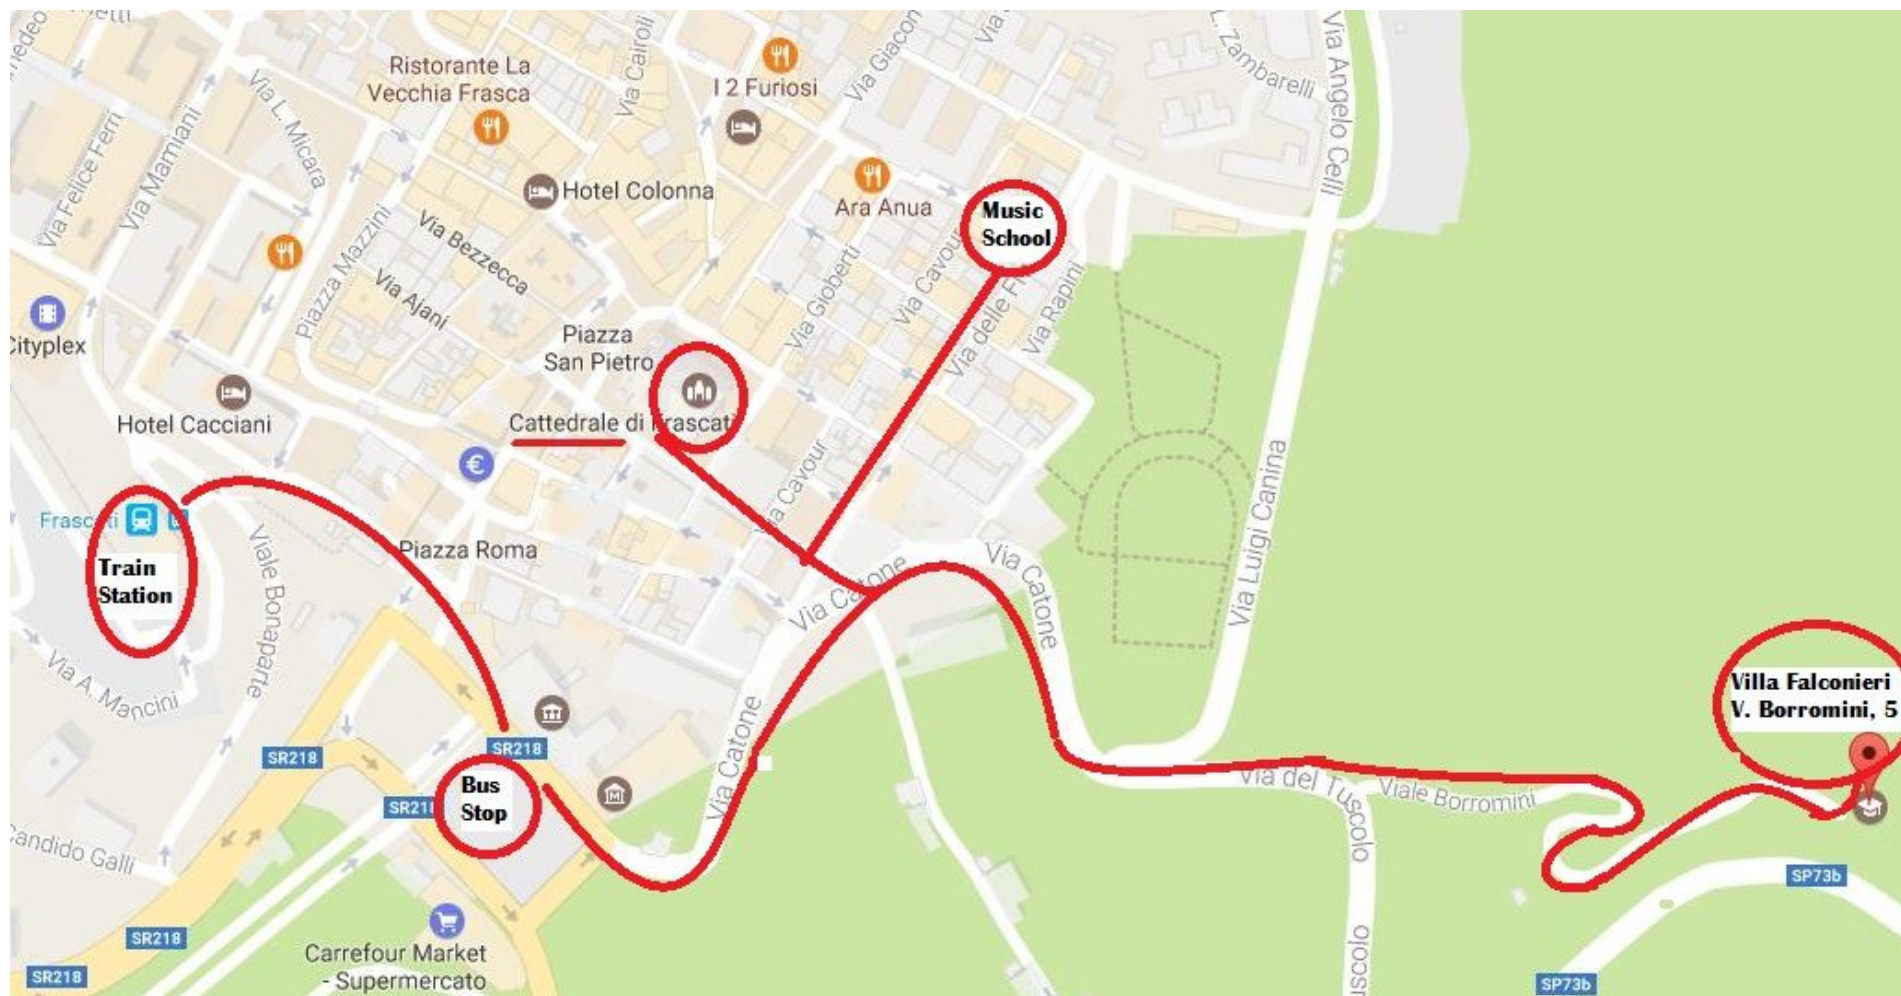 Via Felice Ferri
Via Mamiani
Via L. Micara
Ristorante La
Vecchia Frasca
Via Cairoli
I 2 Furiosi
Via Giacon
Via
L. Zambarelli
Via Angelo Celli
Hotel Colonna
Ara Anua
Music
School
Piazza Mazzini
Via Bezzecca
Via Ajani
Via Gioberti
Via Cavour
Via delle F
Via Rapini
Cityplex
Piazza
San Pietro
Hotel Cacciani
Cattedrale di Frascati
€
Via Cavour
Via Luigi Canina
Frascati
Train
Station
Viale Bonaparte
Piazza Roma
Via Catone
Via Catone
Via A. Mancini
Villa Falconieri
V. Borromini, 5
SR218
SR218
Via Catone
SR218
Bus
Stop
Via del Tuscolo
Viale Borromini
Candido Galli
SP73b
SR218
Carrefour Market
- Supermercato
SR218
uscolo
SP73b